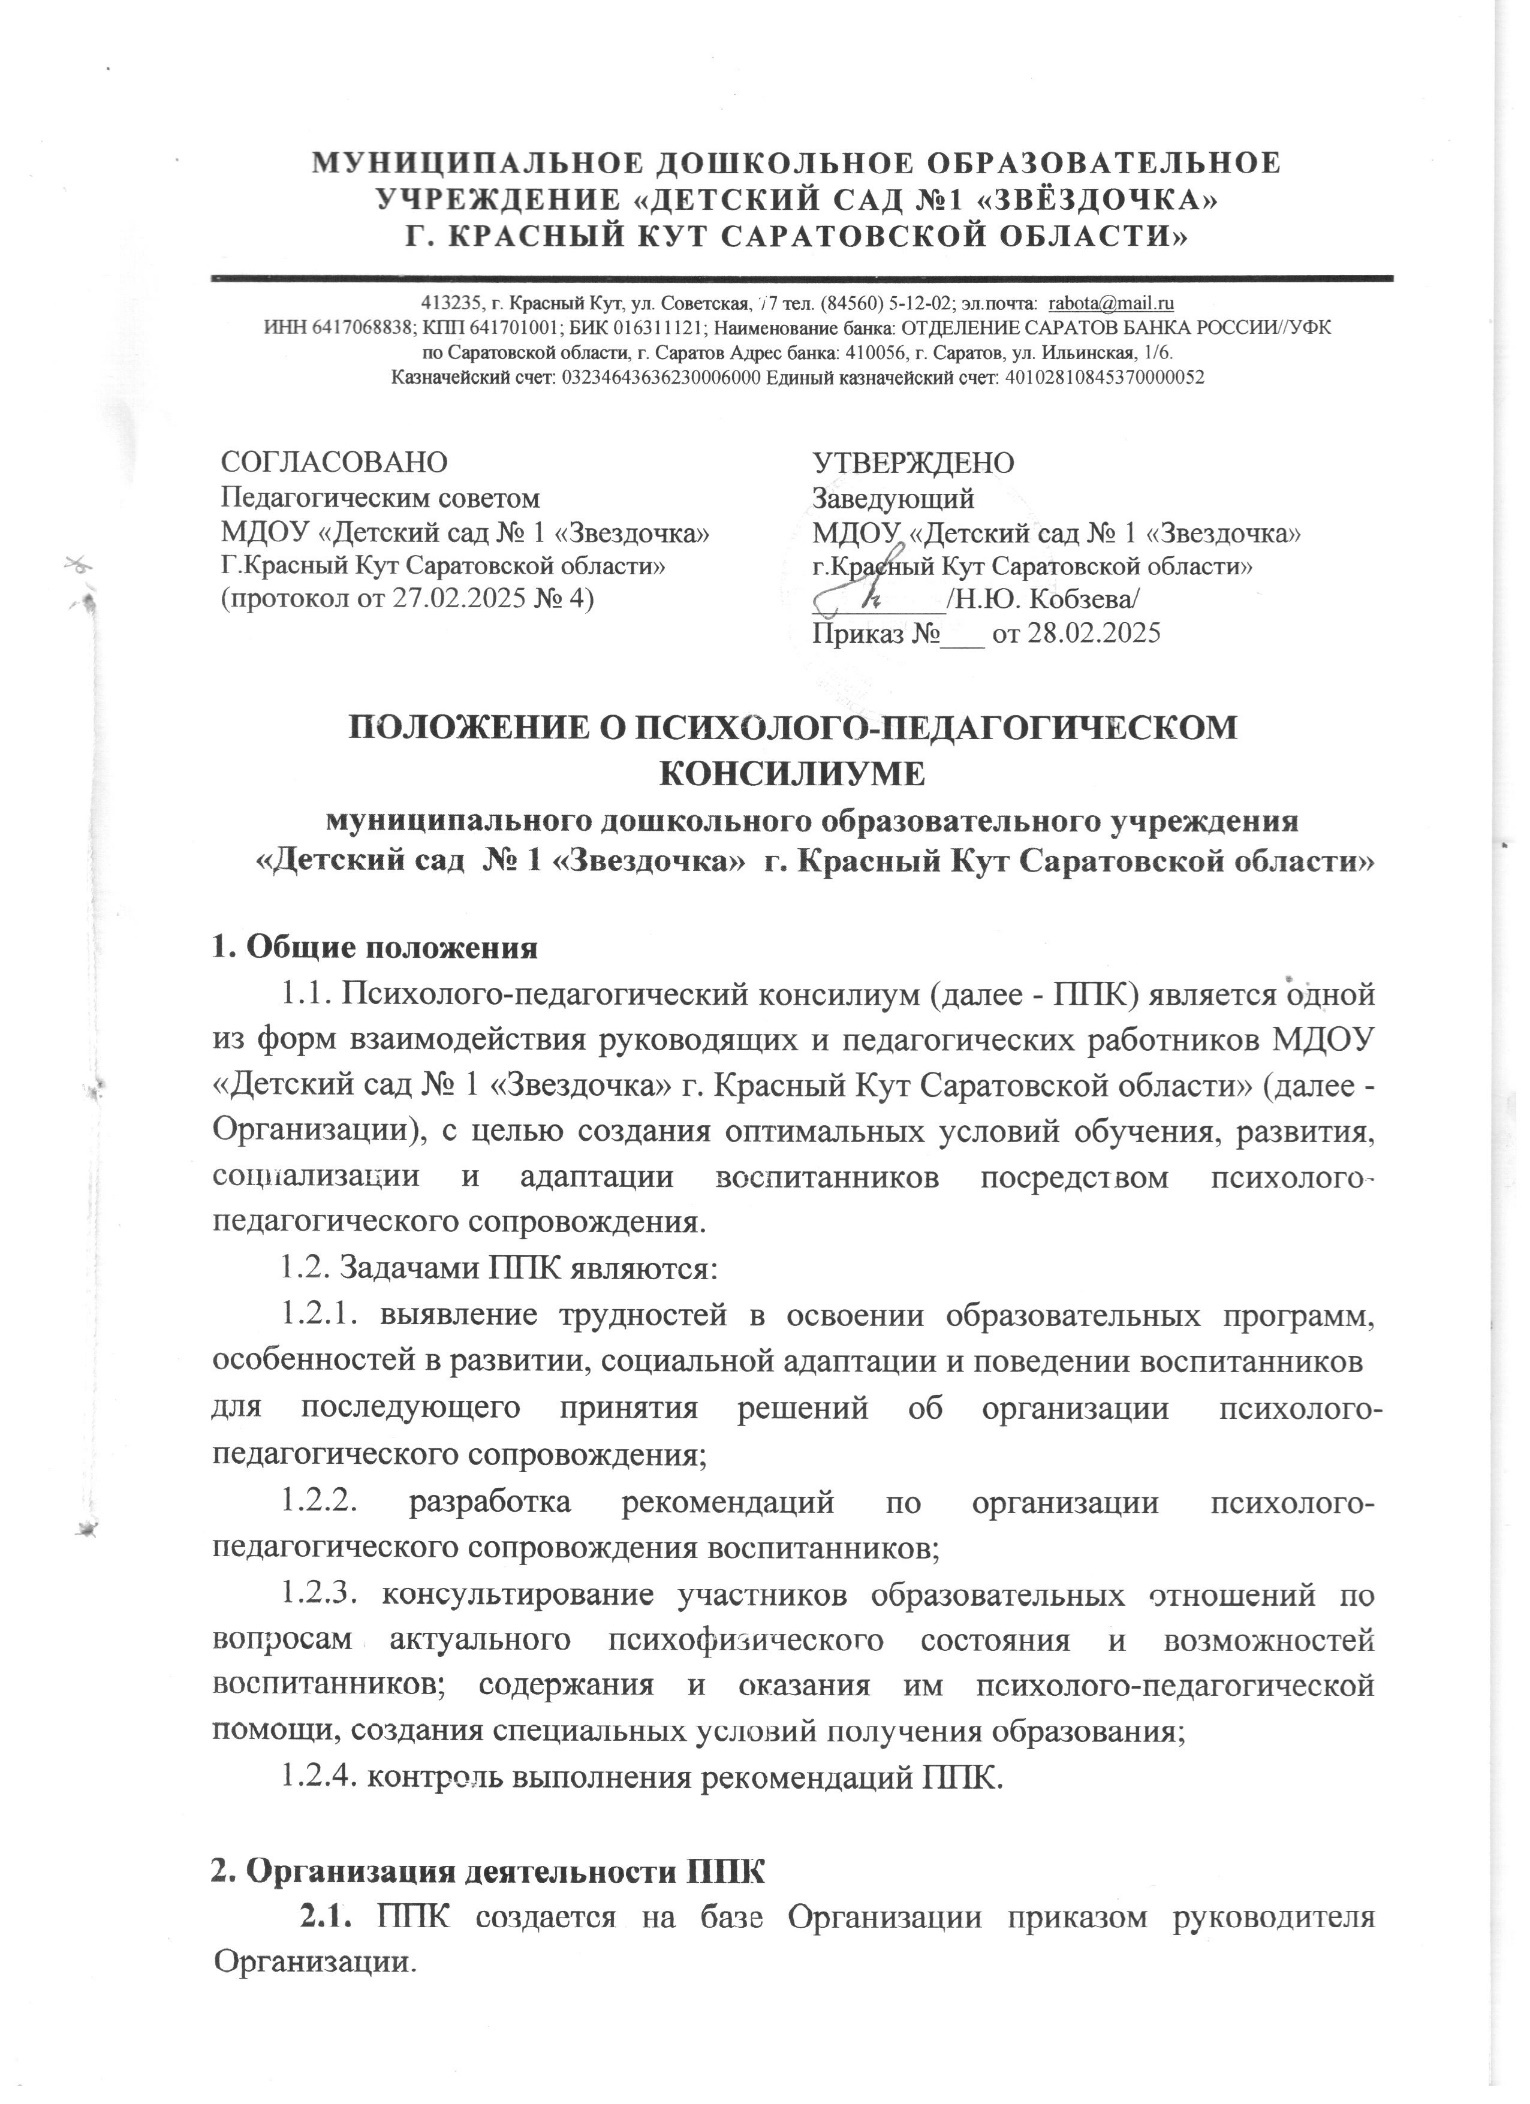 МУНИЦИПАЛЬНОЕ ДОШКОЛЬНОЕ ОБРАЗОВАТЕЛЬНОЕ
УЧРЕЖДЕНИЕ «ДЕТСКИЙ САД №1 «ЗВЁЗДОЧКА»
Г. КРАСНЫЙ КУТ САРАТОВСКОЙ ОБЛАСТИ»
413235, г. Красный Кут, ул. Советская, 77 тел. (84560) 5-12-02; эл.почта: rabota@mail.ru
ИНН 6417068838; КПП 641701001; БИК 016311121; Наименование банка: ОТДЕЛЕНИЕ САРАТОВ БАНКА РОССИИ//УФК
по Саратовской области, г. Саратов Адрес банка: 410056, г. Саратов, ул. Ильинская, 1/6.
Казначейский счет: 03234643636230006000 Единый казначейский счет: 40102810845370000052
СОГЛАСОВАНО
Педагогическим советом
МДОУ «Детский сад № 1 «Звездочка»
Г.Красный Кут Саратовской области»
(протокол от 27.02.2025 № 4)
УТВЕРЖДЕНО
Заведующий
МДОУ «Детский сад № 1 «Звездочка»
г.Красный Кут Саратовской области»
_________/Н.Ю. Кобзева/
Приказ №___ от 28.02.2025
ПОЛОЖЕНИЕ О ПСИХОЛОГО-ПЕДАГОГИЧЕСКОМ
КОНСИЛИУМЕ
муниципального дошкольного образовательного учреждения
«Детский сад № 1 «Звездочка» г. Красный Кут Саратовской области»
1. Общие положения
1.1. Психолого-педагогический консилиум (далее - ППК) является одной
из форм взаимодействия руководящих и педагогических работников МДОУ
«Детский сад № 1 «Звездочка» г. Красный Кут Саратовской области» (далее -
Организации), с целью создания оптимальных условий обучения, развития,
социализации и адаптации воспитанников посредством психолого-
педагогического сопровождения.
1.2. Задачами ППК являются:
1.2.1. выявление трудностей в освоении образовательных программ,
особенностей в развитии, социальной адаптации и поведении воспитанников
для последующего принятия решений об организации психолого-
педагогического сопровождения;
1.2.2. разработка рекомендаций по организации психолого-
педагогического сопровождения воспитанников;
1.2.3. консультирование участников образовательных отношений по
вопросам актуального психофизического состояния и возможностей
воспитанников; содержания и оказания им психолого-педагогической
помощи, создания специальных условий получения образования;
1.2.4. контроль выполнения рекомендаций ППК.
2. Организация деятельности ППК
2.1. ППК создается на базе Организации приказом руководителя
Организации.